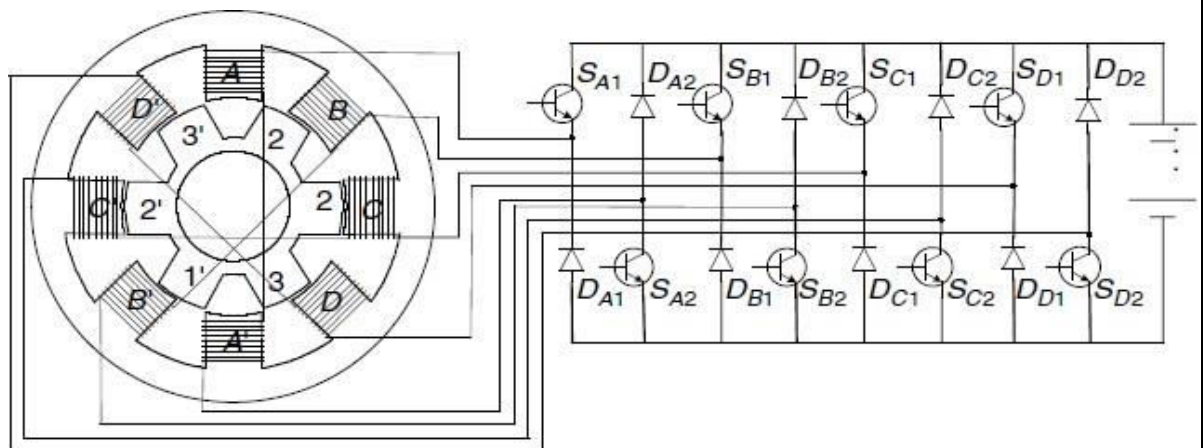 A
B
C
D
A'
B'
C'
D'
3'
2
2'
2
1'
3
S_A1 D_A2 S_B1 D_B2 S_C1 D_C2 S_D1 D_D2
D_A1 S_A2 D_B1 S_B2 D_C1 S_C2 D_D1 S_D2